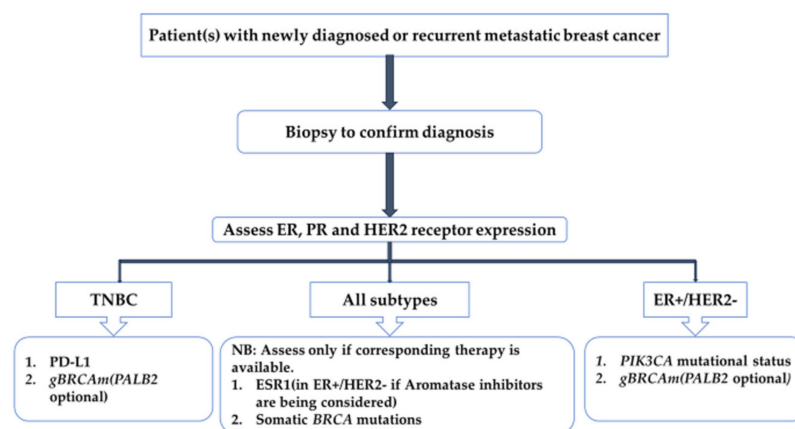 Patient(s) with newly diagnosed or recurrent metastatic breast cancer
Biopsy to confirm diagnosis
Assess ER, PR and HER2 receptor expression
TNBC
All subtypes
ER+/HER2-
1. PD-L1
2. gBRCAm(PALB2
optional)
NB: Assess only if corresponding therapy is
available.
1. ESR1(in ER+/HER2- if Aromatase inhibitors
are being considered)
2. Somatic BRCA mutations
1. PIK3CA mutational status
2. gBRCAm(PALB2 optional)